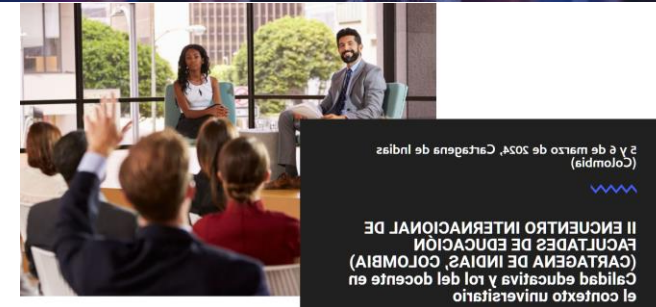 5 y 6 de marzo de 2024, Cartagena de Indias
(Colombia)
II ENCUENTRO INTERNACIONAL DE
FACULTADES DE EDUCACIÓN
(CARTAGENA DE INDIAS, COLOMBIA)
Calidad educativa y rol del docente en
el contexto universitario